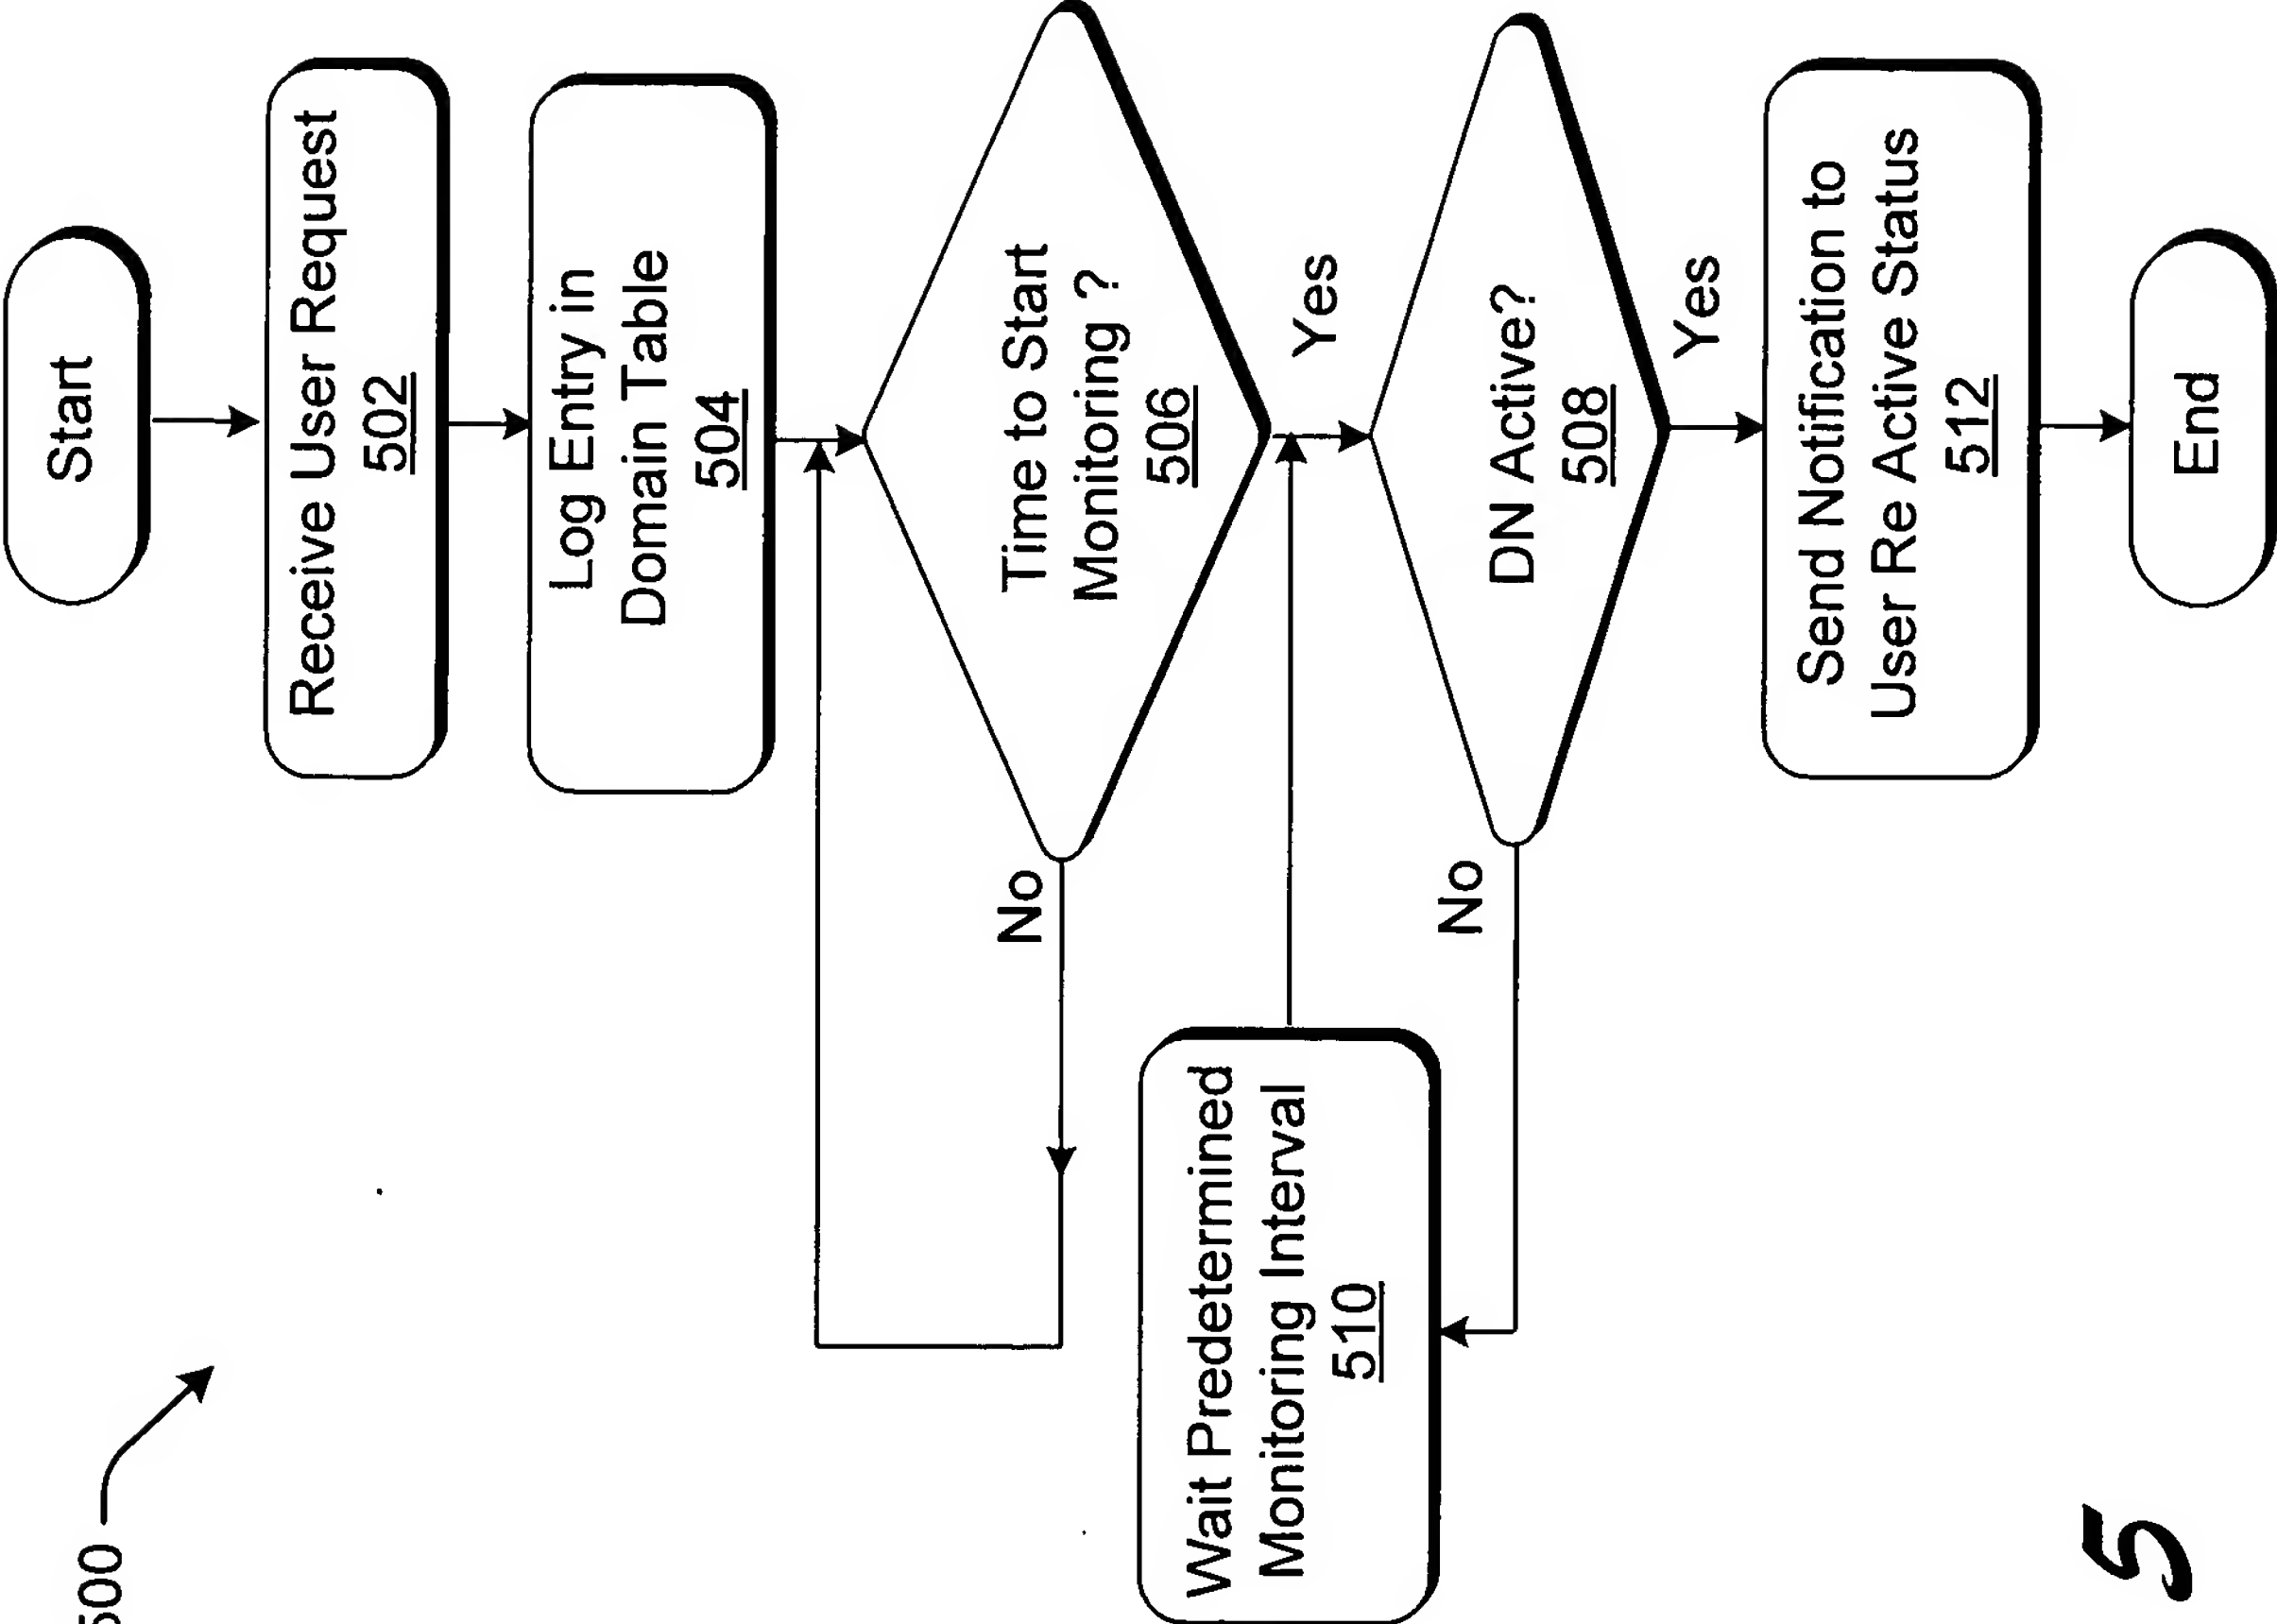 500
Start
Receive User Request
502
Log Entry in
Domain Table
504
Time to Start
Monitoring ?
506
No
Yes
Wait Predetermined
Monitoring Interval
510
DN Active?
508
No
Yes
Send Notification to
User Re Active Status
512
End
5